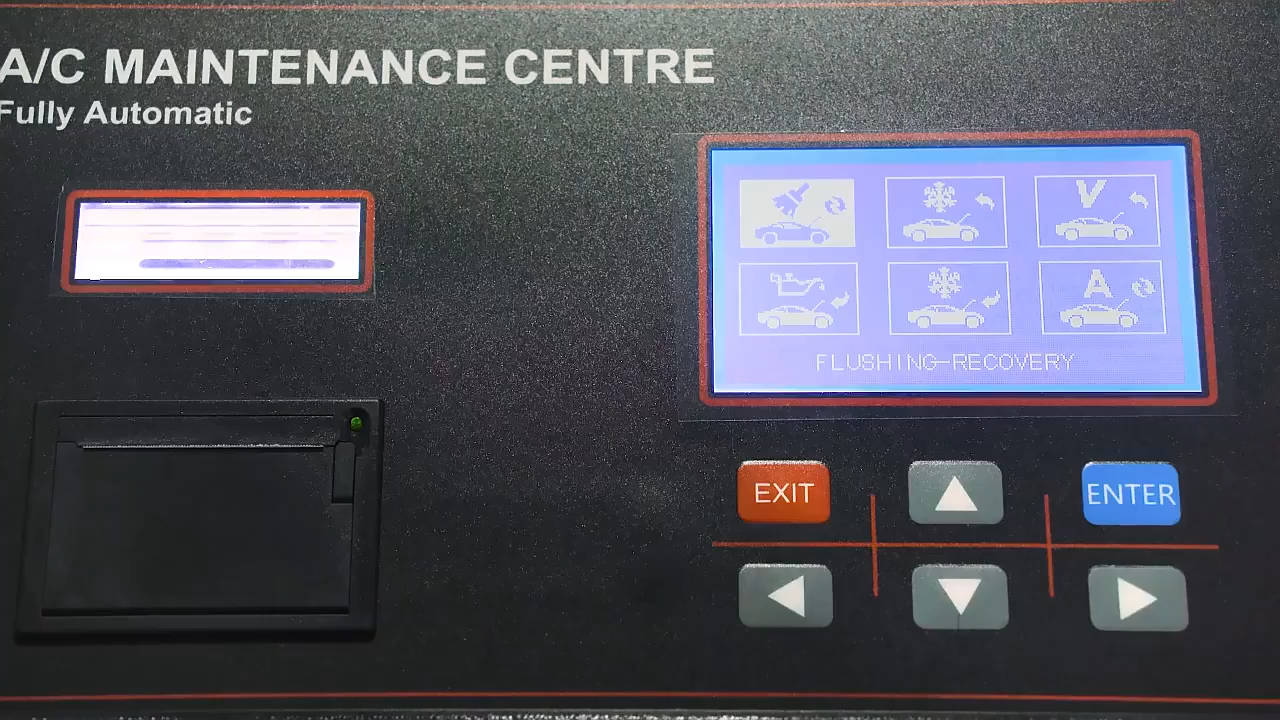 A/C MAINTENANCE CENTRE
Fully Automatic
V
A
FLUSHING-RECOVERY
EXIT
ENTER